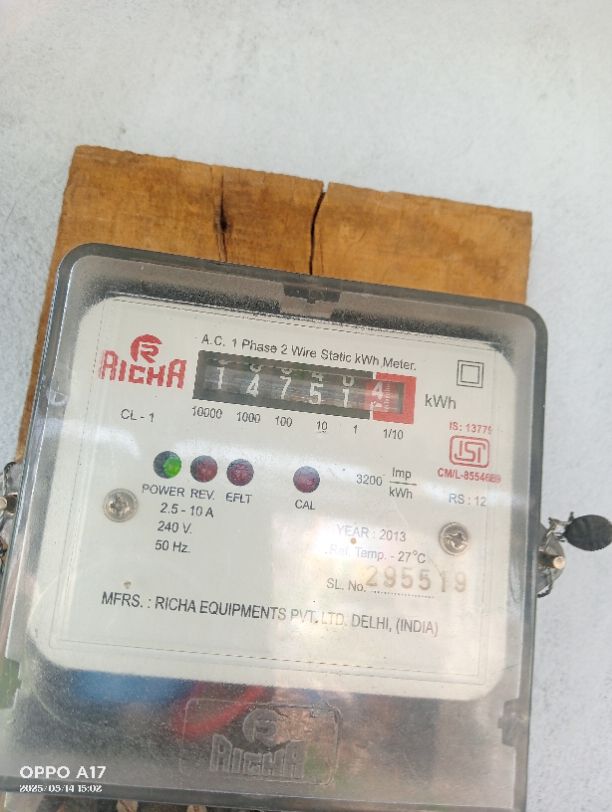 RICHA
A.C. 1 Phase 2 Wire Static kWh Meter.
1 4 7 5 1 4
kWh
10000 1000 100 10 1 1/10
CL - 1
IS: 13779
ISI
3200 Imp/kWh
RS : 12
POWER REV. EFLT CAL
2.5 - 10 A
240 V.
50 Hz.
YEAR : 2013
Ref. Temp. - 27°C
SL. No. 295519
MFRS. : RICHA EQUIPMENTS PVT. LTD. DELHI, (INDIA)
RICHA
OPPO A17
2025/05/14 15:02